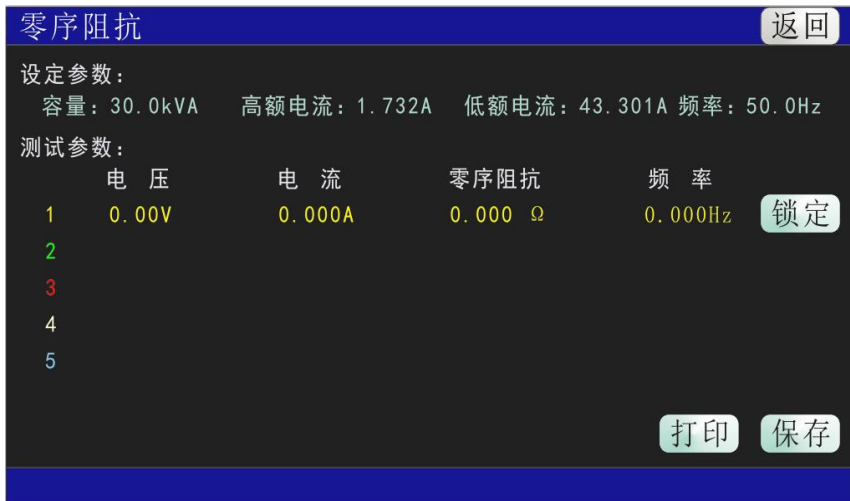 零序阻抗 返回
设定参数：
容量：30.0kVA 高额电流：1.732A 低额电流：43.301A 频率：50.0Hz
测试参数：
电 压 电 流 零序阻抗 频 率
1 0.00V 0.000A 0.000 Ω 0.000Hz 锁定
2
3
4
5
打印 保存